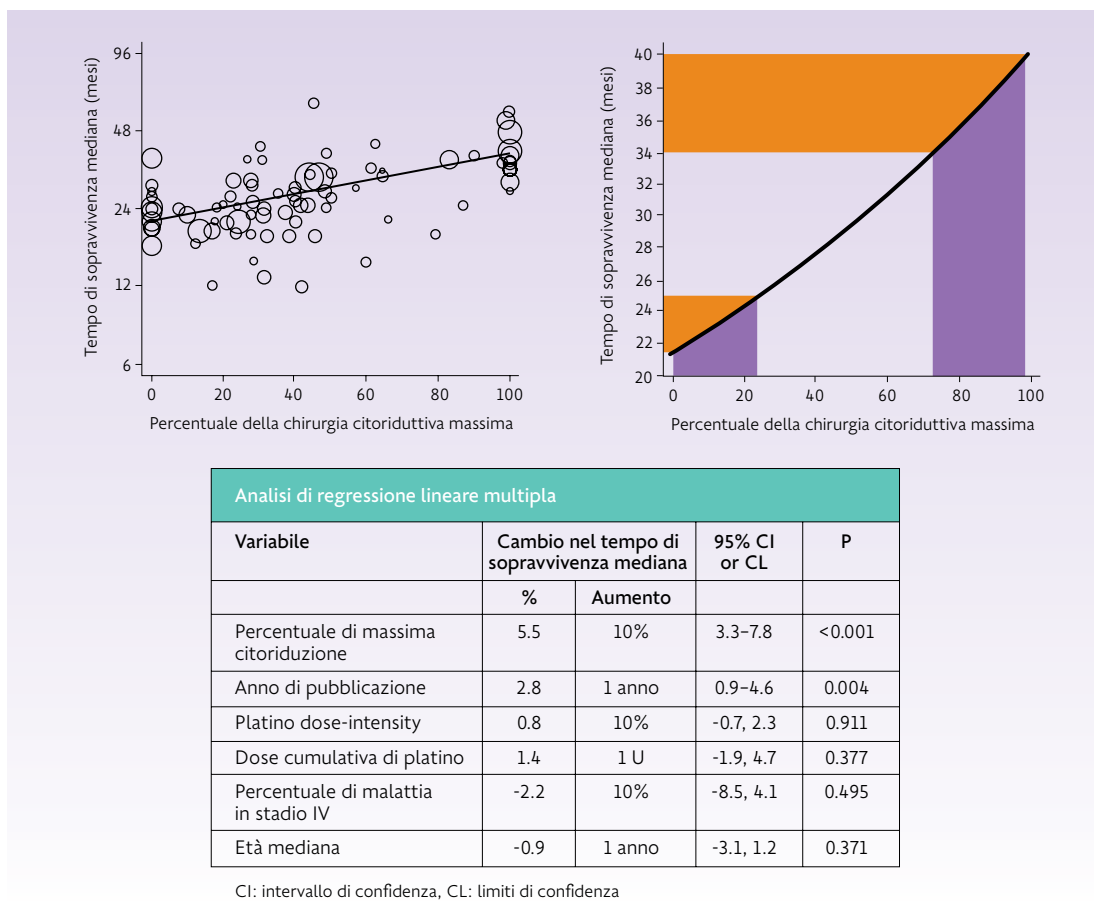 Tempo di sopravvivenza mediana (mesi)
96
48
24
12
6
0 20 40 60 80 100
Percentuale della chirurgia citoriduttiva massima
Tempo di sopravvivenza mediana (mesi)
40
38
36
34
32
30
28
26
24
22
20
0 20 40 60 80 100
Percentuale della chirurgia citoriduttiva massima
Analisi di regressione lineare multipla
Variabile Cambio nel tempo di 95% CI P
sopravvivenza mediana or CL
% Aumento
Percentuale di massima 5.5 10% 3.3–7.8 <0.001
citoriduzione
Anno di pubblicazione 2.8 1 anno 0.9–4.6 0.004
Platino dose-intensity 0.8 10% -0.7, 2.3 0.911
Dose cumulativa di platino 1.4 1 U -1.9, 4.7 0.377
Percentuale di malattia -2.2 10% -8.5, 4.1 0.495
in stadio IV
Età mediana -0.9 1 anno -3.1, 1.2 0.371
CI: intervallo di confidenza, CL: limiti di confidenza